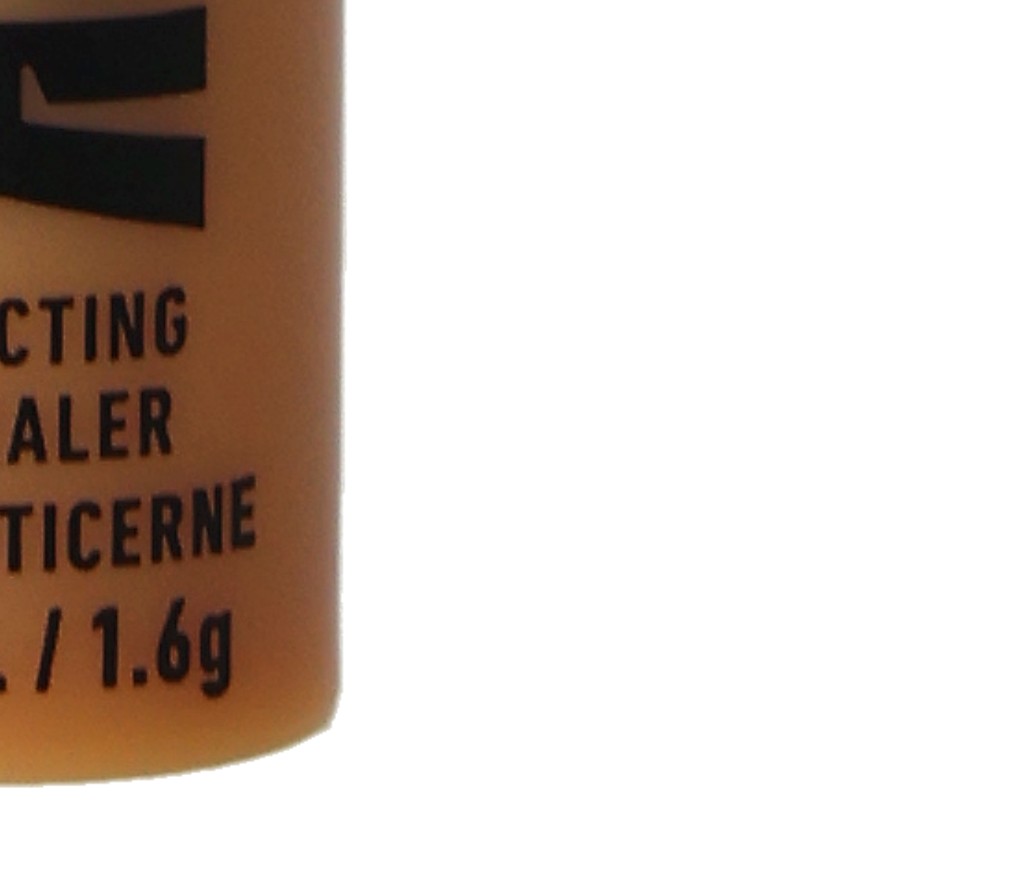 CTING
ALER
TICERNE
. / 1.6g